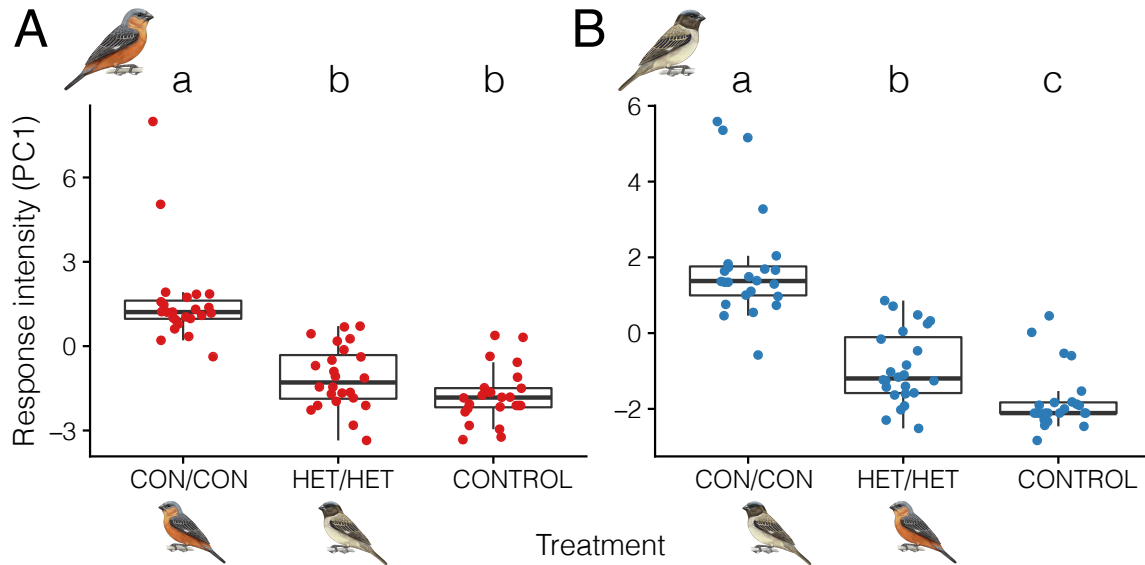 A
B
a b b
a b c
Response intensity (PC1)
6
3
0
−3
6
4
2
0
−2
CON/CON HET/HET CONTROL
CON/CON HET/HET CONTROL
Treatment